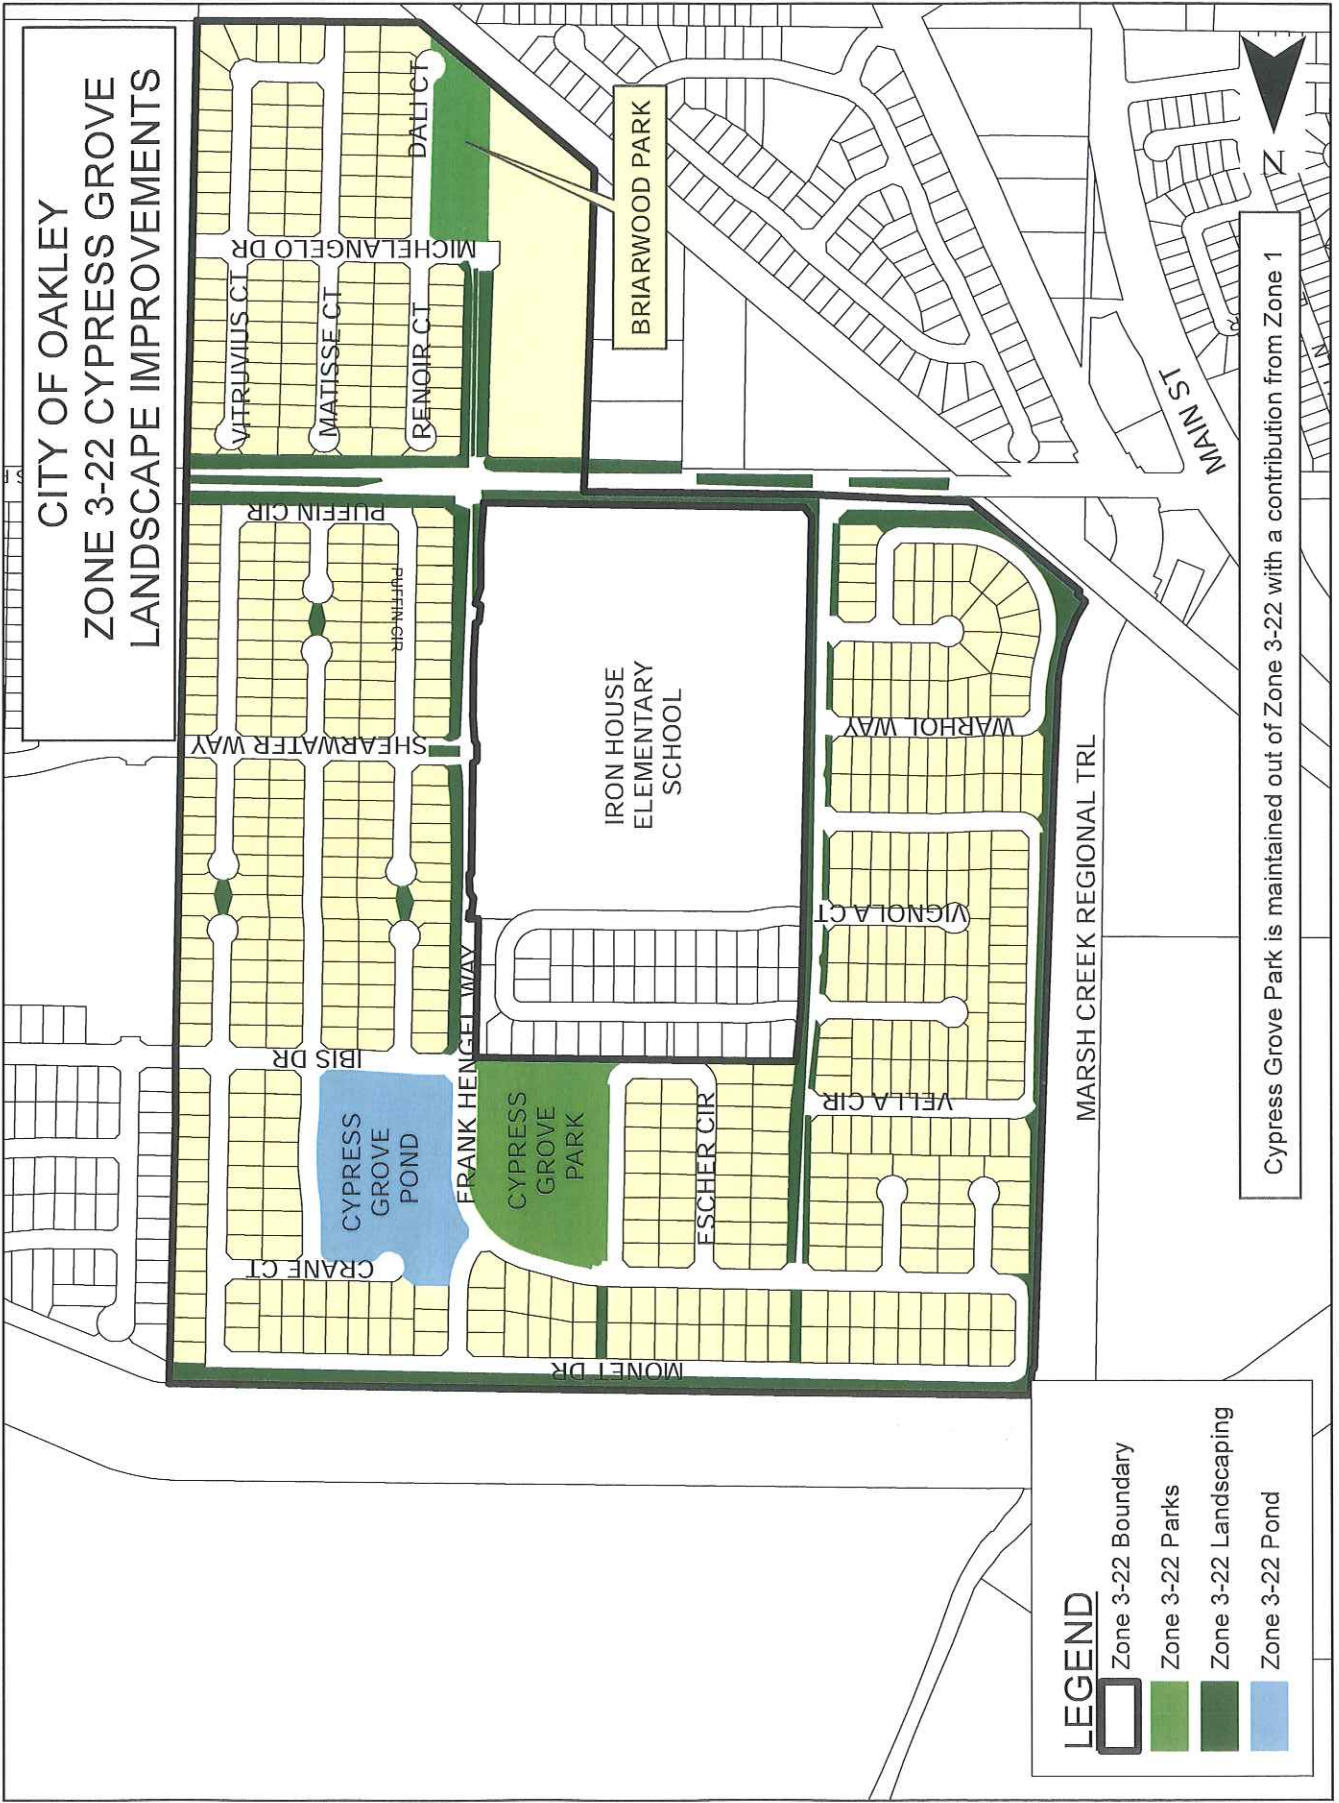 CITY OF OAKLEY
ZONE 3-22 CYPRESS GROVE
LANDSCAPE IMPROVEMENTS
DALI CT
MICHELANGELO DR
VITRUVIUS CT
MATISSE CT
RENOIR CT
BRIARWOOD PARK
N
MAIN ST
PUFFIN CIR
PUFFIN CIR
SHEARWATER WAY
IRON HOUSE
ELEMENTARY
SCHOOL
WARHOL WAY
VIGNOLA CT
MARSH CREEK REGIONAL TRL
IBIS DR
FRANK HENGEL WAY
CYPRESS
GROVE
POND
CYPRESS
GROVE
PARK
ESCHER CIR
VELLA CIR
CRANE CT
MONET DR
Cypress Grove Park is maintained out of Zone 3-22 with a contribution from Zone 1
LEGEND
Zone 3-22 Boundary
Zone 3-22 Parks
Zone 3-22 Landscaping
Zone 3-22 Pond